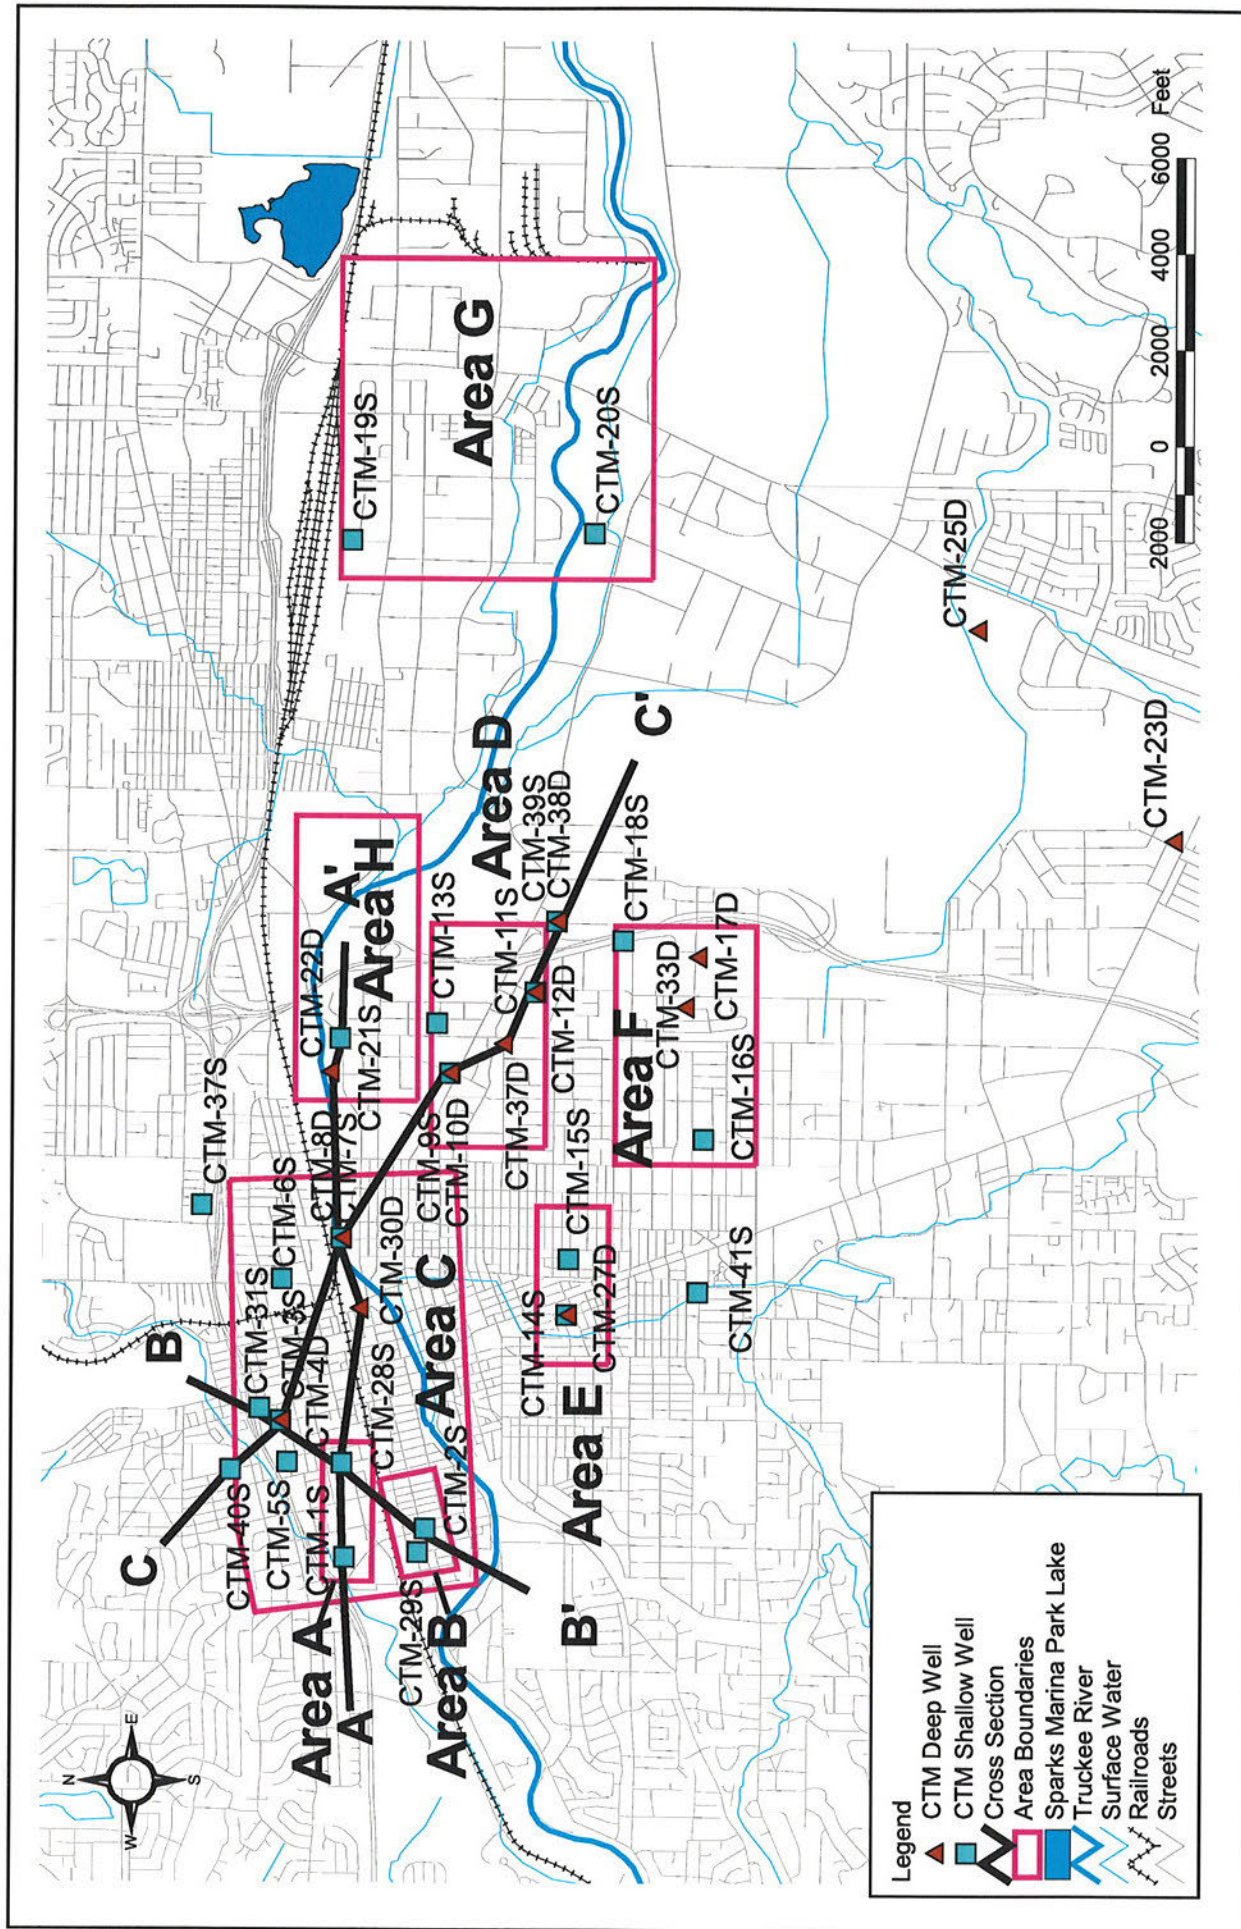 N
W
E
S
CTM-37S
B
C
CTM-40S
CTM-31S
CTM-6S
CTM-5S
CTM-3S
CTM-4D
CTM-1S
CTM-8D
CTM-7S
CTM-22D
CTM-21S
A'
Area H
Area A
A
CTM-28S
CTM-30D
CTM-29S
CTM-2S
Area B
Area C
CTM-9S
CTM-10D
CTM-13S
Area D
CTM-37D
CTM-11S
CTM-12D
CTM-39S
CTM-38D
C'
CTM-19S
Area G
CTM-20S
B'
Area E
CTM-14S
CTM-27D
CTM-15S
Area F
CTM-18S
CTM-33D
CTM-17D
CTM-16S
CTM-41S
CTM-25D
CTM-23D
2000 0 2000 4000 6000 Feet
Legend
CTM Deep Well
CTM Shallow Well
Cross Section
Area Boundaries
Sparks Marina Park Lake
Truckee River
Surface Water
Railroads
Streets